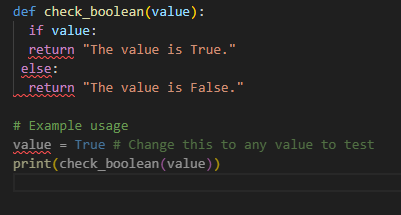 def check_boolean(value):
  if value:
  return "The value is True."
 else:
  return "The value is False."

# Example usage
value = True # Change this to any value to test
print(check_boolean(value))